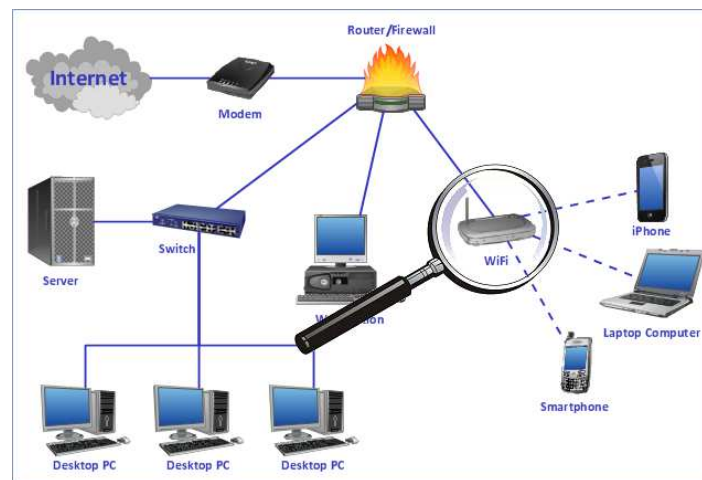 Router/Firewall
Internet
Modem
iPhone
Switch
WiFi
Server
Laptop Computer
Smartphone
Desktop PC
Desktop PC
Desktop PC